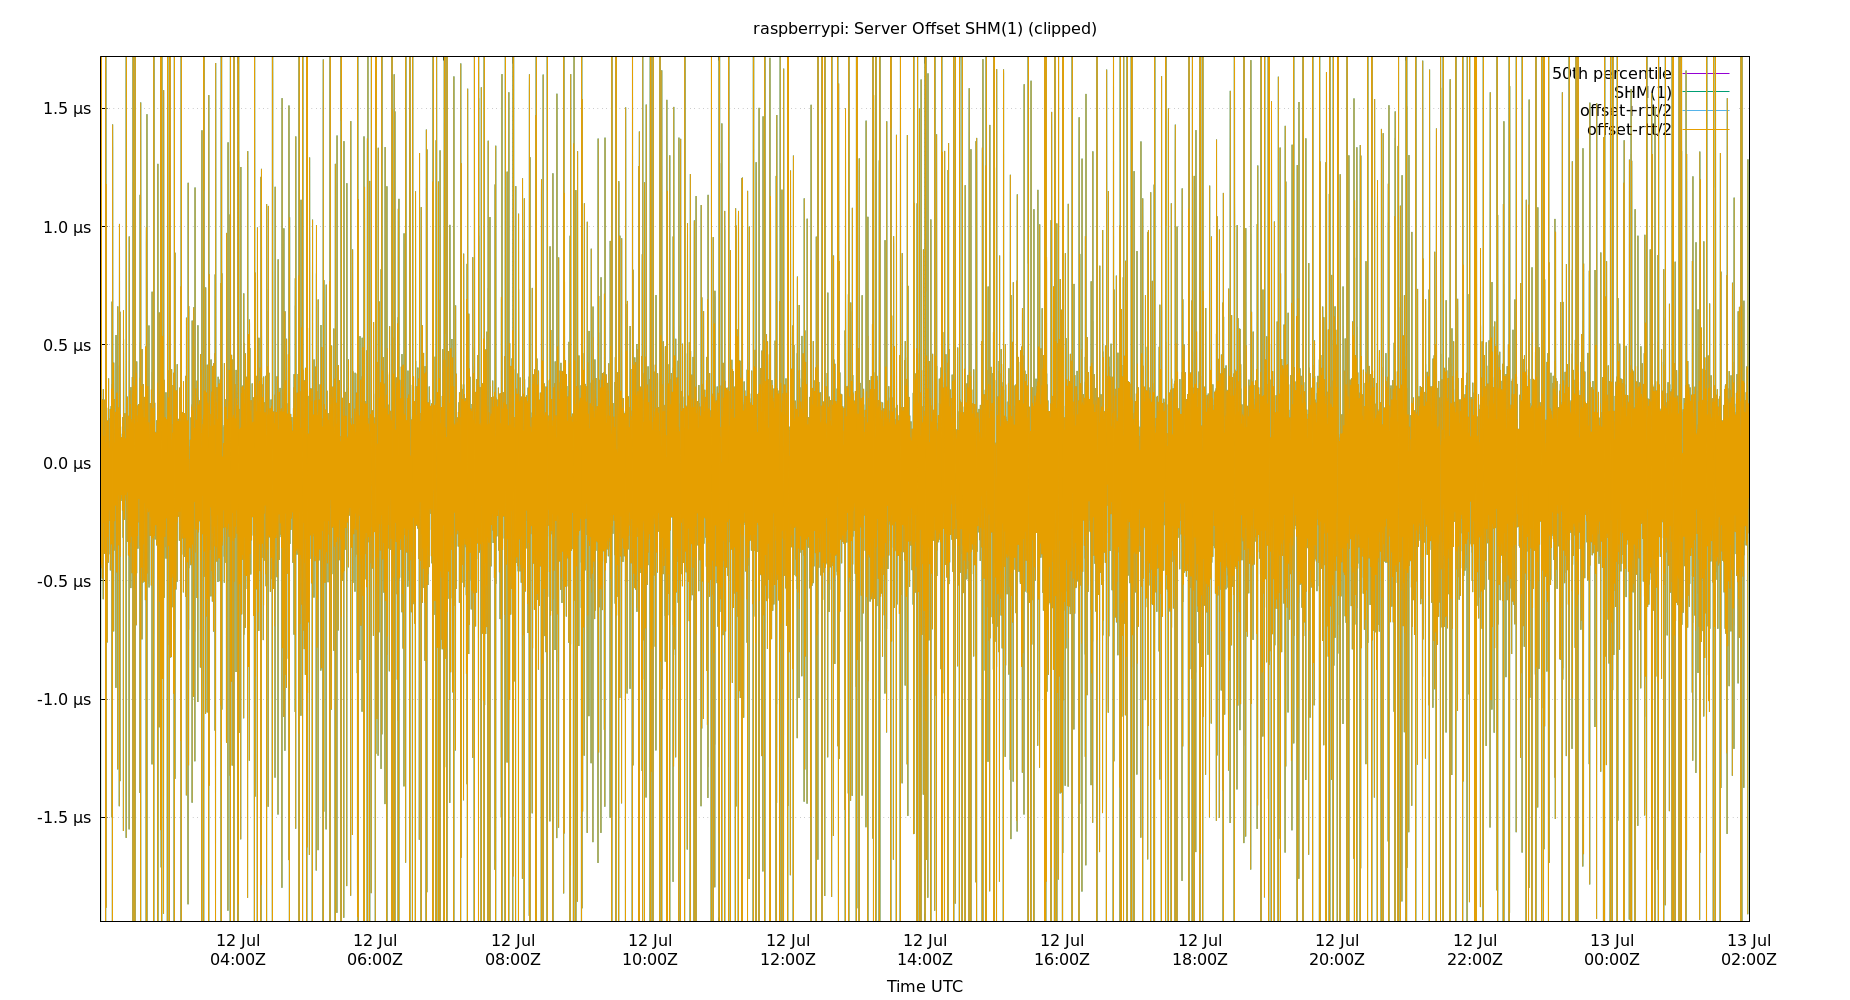 raspberrypi: Server Offset SHM(1) (clipped)
50th percentile
SHM(1)
offset+rtt/2
offset-rtt/2
1.5 µs
1.0 µs
0.5 µs
0.0 µs
-0.5 µs
-1.0 µs
-1.5 µs
12 Jul 12 Jul 12 Jul 12 Jul 12 Jul 12 Jul 12 Jul 12 Jul 12 Jul 12 Jul 13 Jul 13 Jul
04:00Z 06:00Z 08:00Z 10:00Z 12:00Z 14:00Z 16:00Z 18:00Z 20:00Z 22:00Z 00:00Z 02:00Z
Time UTC